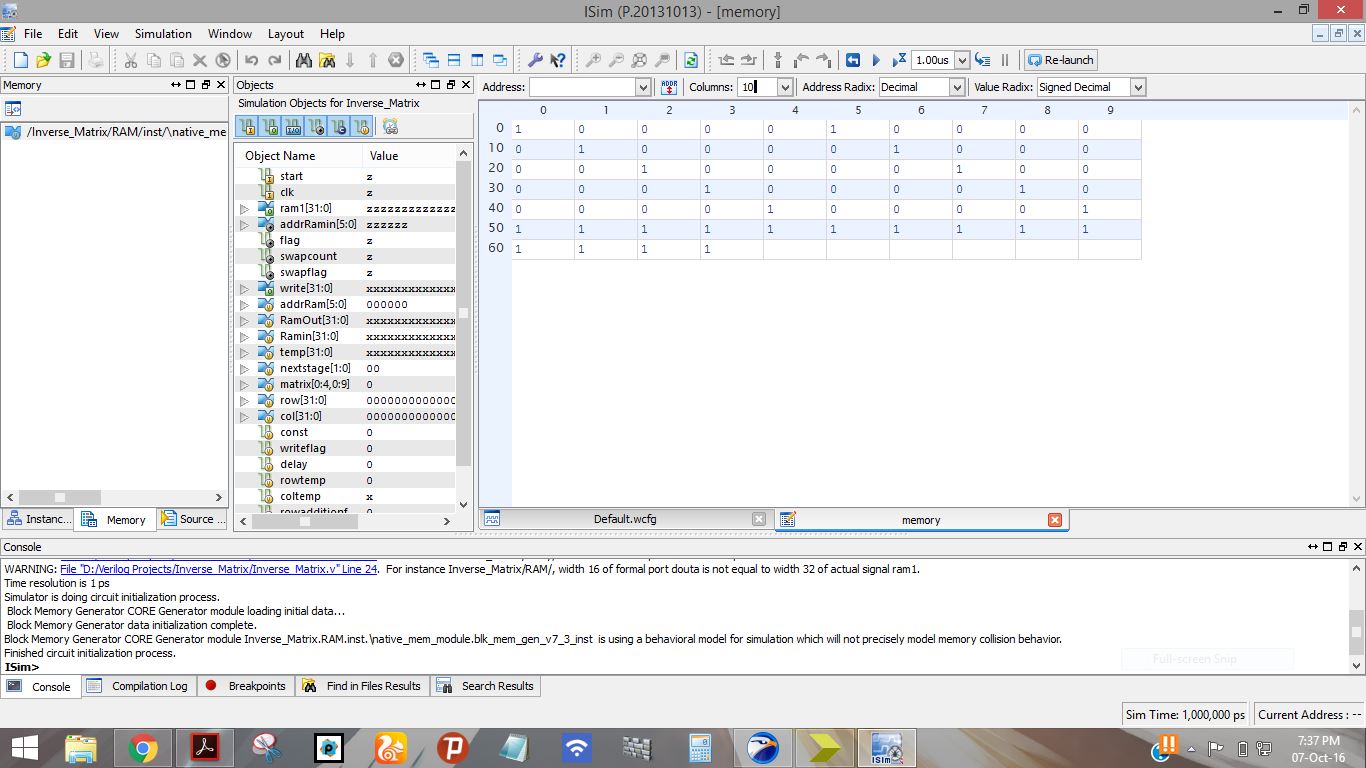 ISim (P.20131013) - [memory]
File Edit View Simulation Window Layout Help
1.00us Re-launch
Memory
/Inverse_Matrix/RAM/inst/\native_me
Instanc... Memory Source ...
Objects
Simulation Objects for Inverse_Matrix
Object Name Value
start z
clk z
ram1[31:0] zzzzzzzzzzzzz
addrRamin[5:0] zzzzzz
flag z
swapcount z
swapflag z
write[31:0] xxxxxxxxxxxxx
addrRam[5:0] 000000
RamOut[31:0] xxxxxxxxxxxxx
Ramin[31:0] xxxxxxxxxxxxx
temp[31:0] xxxxxxxxxxxxx
nextstage[1:0] 00
matrix[0:4,0:9] 0
row[31:0] 0000000000000
col[31:0] 0000000000000
const 0
writeflag 0
delay 0
rowtemp 0
coltemp x
Address: ADDR Columns: 10 Address Radix: Decimal Value Radix: Signed Decimal
0 1 2 3 4 5 6 7 8 9
0 1 0 0 0 0 1 0 0 0 0
10 0 1 0 0 0 0 1 0 0 0
20 0 0 1 0 0 0 0 1 0 0
30 0 0 0 1 0 0 0 0 1 0
40 0 0 0 0 1 0 0 0 0 1
50 1 1 1 1 1 1 1 1 1 1
60 1 1 1 1
Default.wcfg memory
Console
WARNING: File "D:/Verilog Projects/Inverse_Matrix/Inverse_Matrix.v" Line 24. For instance Inverse_Matrix/RAM/, width 16 of formal port douta is not equal to width 32 of actual signal ram1.
Time resolution is 1 ps
Simulator is doing circuit initialization process.
Block Memory Generator CORE Generator module loading initial data...
Block Memory Generator data initialization complete.
Block Memory Generator CORE Generator module Inverse_Matrix.RAM.inst.\native_mem_module.blk_mem_gen_v7_3_inst is using a behavioral model for simulation which will not precisely model memory collision behavior.
Finished circuit initialization process.
ISim>
Full-screen Snip
Console Compilation Log Breakpoints Find in Files Results Search Results
Sim Time: 1,000,000 ps Current Address : --
ISim
7:37 PM
07-Oct-16